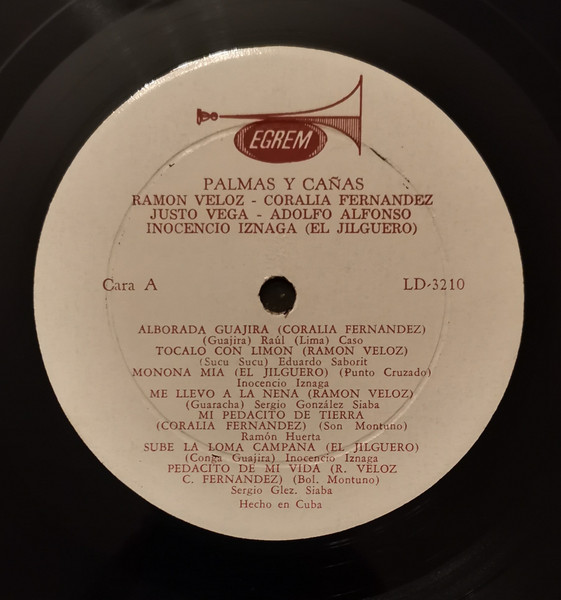 EGREM
PALMAS Y CAÑAS
RAMON VELOZ - CORALIA FERNANDEZ
JUSTO VEGA - ADOLFO ALFONSO
INOCENCIO IZNAGA (EL JILGUERO)
Cara A LD-3210
ALBORADA GUAJIRA (CORALIA FERNANDEZ)
(Guajira) Raúl (Lima) Caso
TOCALO CON LIMON (RAMON VELOZ)
(Sucu Sucu) Eduardo Saborit
MONONA MIA (EL JILGUERO) (Punto Cruzado)
Inocencio Iznaga
ME LLEVO A LA NENA (RAMON VELOZ)
(Guaracha) Sergio González Siaba
MI PEDACITO DE TIERRA
(CORALIA FERNANDEZ) (Son Montuno)
Ramón Huerta
SUBE LA LOMA CAMPANA (EL JILGUERO)
(Conga Guajira) Inocencio Iznaga
PEDACITO DE MI VIDA (R. VELOZ
C. FERNANDEZ) (Bol. Montuno)
Sergio Glez. Siaba
Hecho en Cuba